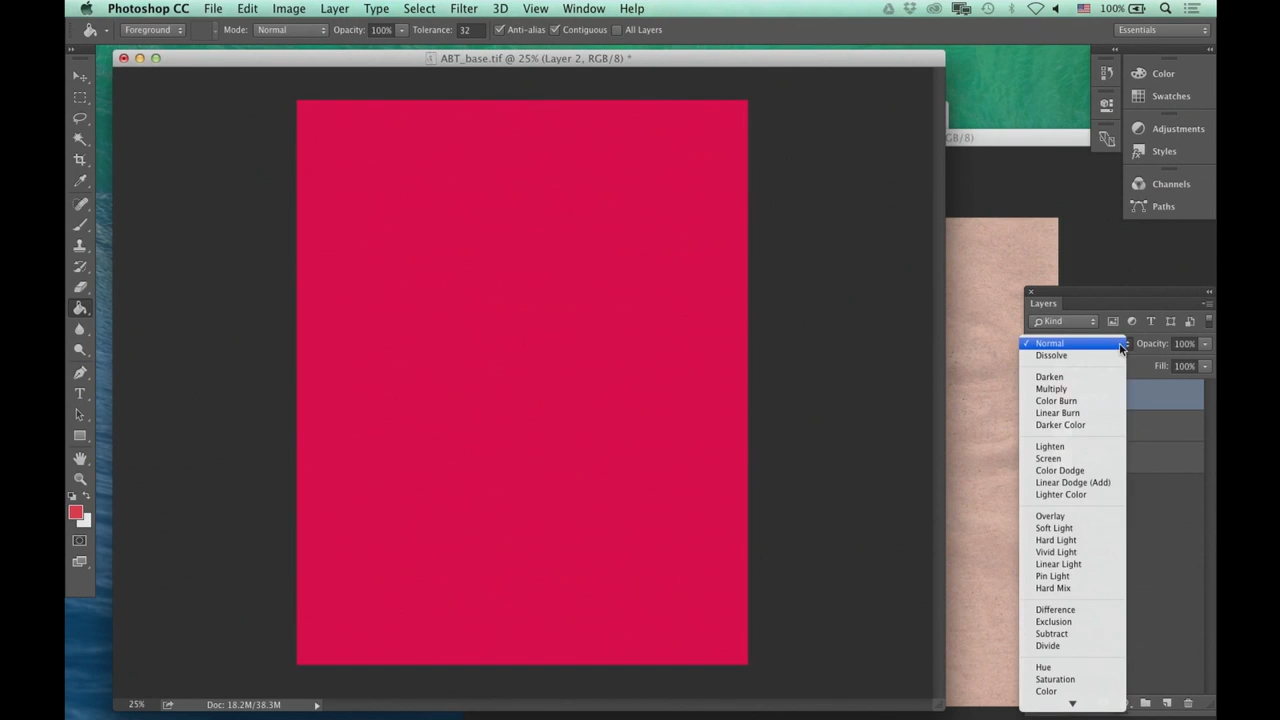 Photoshop CC File Edit Image Layer Type Select Filter 3D View Window Help 100%
Foreground Mode: Normal Opacity: 100% Tolerance: 32 Anti-alias Contiguous All Layers Essentials
ABT_base.tif @ 25% (Layer 2, RGB/8) *
GB/8)
Color
Swatches
Adjustments
Styles
Channels
Paths
Layers
Kind
Normal Opacity: 100%
Dissolve
Fill: 100%
Darken
Multiply
Color Burn
Linear Burn
Darker Color
Lighten
Screen
Color Dodge
Linear Dodge (Add)
Lighter Color
Overlay
Soft Light
Hard Light
Vivid Light
Linear Light
Pin Light
Hard Mix
Difference
Exclusion
Subtract
Divide
Hue
Saturation
Color
25% Doc: 18.2M/38.3M